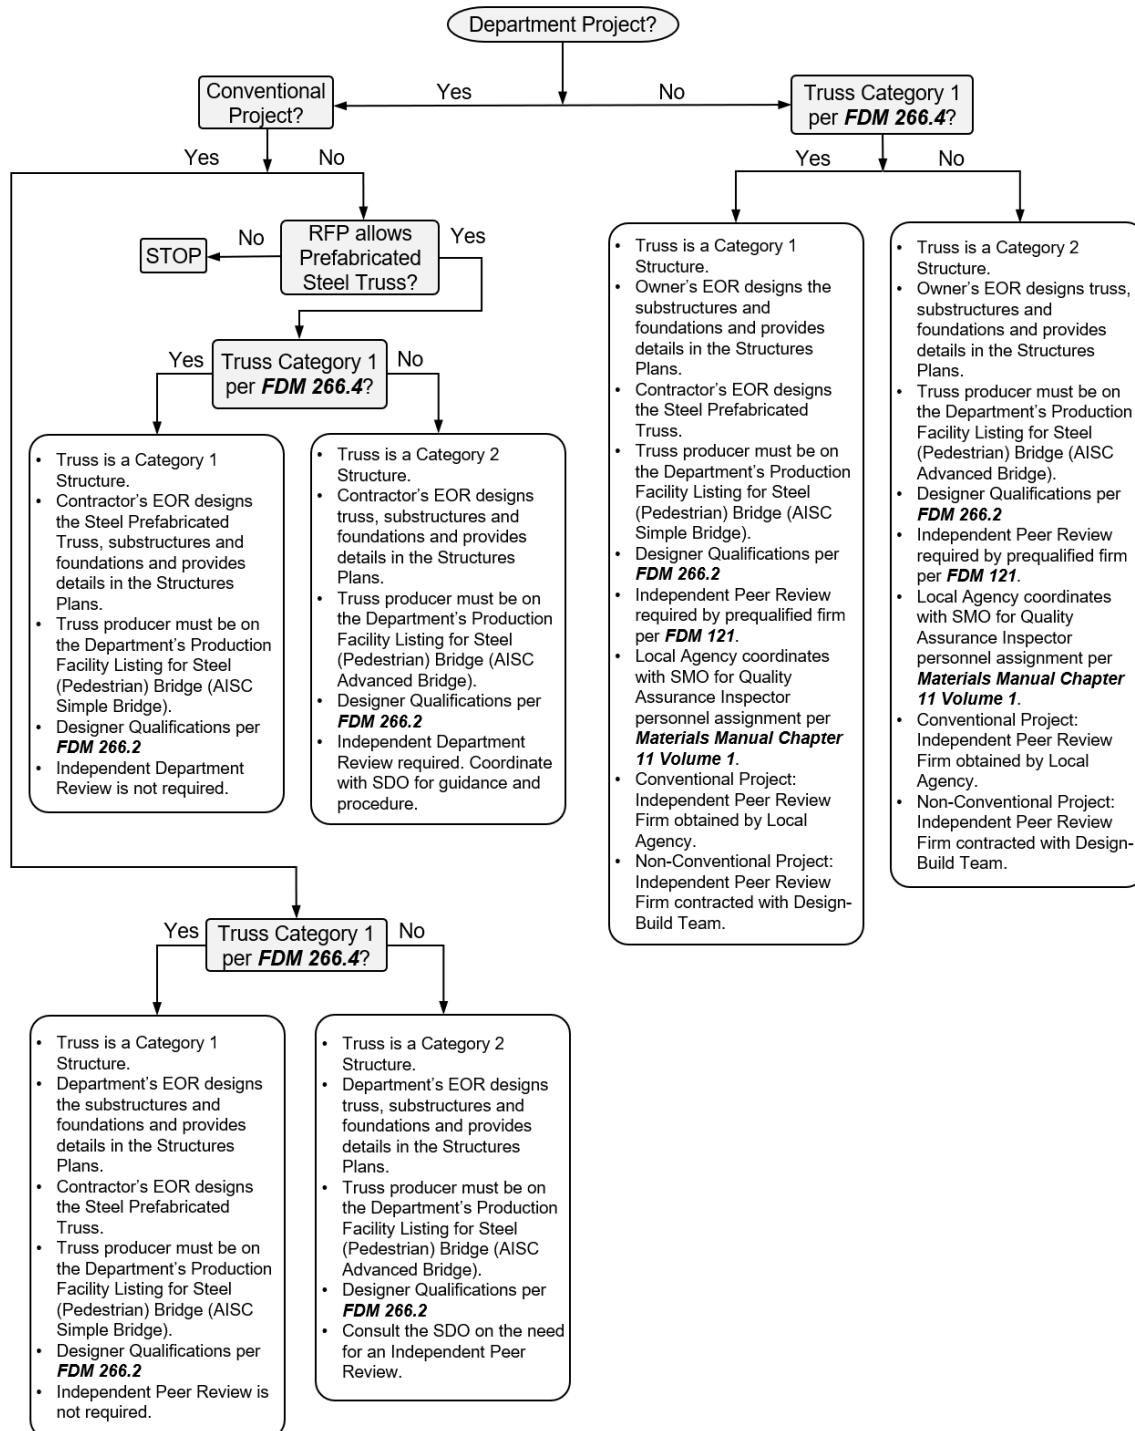 Department Project?
Yes
No
Conventional
Project?
Truss Category 1
per FDM 266.4?
Yes
No
Yes
No
RFP allows
Prefabricated
Steel Truss?
No
Yes
STOP
Truss Category 1
per FDM 266.4?
Yes
No
• Truss is a Category 1
Structure.
• Contractor's EOR designs
the Steel Prefabricated
Truss, substructures and
foundations and provides
details in the Structures
Plans.
• Truss producer must be on
the Department's Production
Facility Listing for Steel
(Pedestrian) Bridge (AISC
Simple Bridge).
• Designer Qualifications per
FDM 266.2
• Independent Department
Review is not required.
• Truss is a Category 2
Structure.
• Contractor's EOR designs
truss, substructures and
foundations and provides
details in the Structures
Plans.
• Truss producer must be on
the Department's Production
Facility Listing for Steel
(Pedestrian) Bridge (AISC
Advanced Bridge).
• Designer Qualifications per
FDM 266.2
• Independent Department
Review required. Coordinate
with SDO for guidance and
procedure.
• Truss is a Category 1
Structure.
• Owner's EOR designs the
substructures and
foundations and provides
details in the Structures
Plans.
• Contractor's EOR designs
the Steel Prefabricated
Truss.
• Truss producer must be on
the Department's Production
Facility Listing for Steel
(Pedestrian) Bridge (AISC
Simple Bridge).
• Designer Qualifications per
FDM 266.2
• Independent Peer Review
required by prequalified firm
per FDM 121.
• Local Agency coordinates
with SMO for Quality
Assurance Inspector
personnel assignment per
Materials Manual Chapter
11 Volume 1.
• Conventional Project:
Independent Peer Review
Firm obtained by Local
Agency.
• Non-Conventional Project:
Independent Peer Review
Firm contracted with Design-
Build Team.
• Truss is a Category 2
Structure.
• Owner's EOR designs truss,
substructures and
foundations and provides
details in the Structures
Plans.
• Truss producer must be on
the Department's Production
Facility Listing for Steel
(Pedestrian) Bridge (AISC
Advanced Bridge).
• Designer Qualifications per
FDM 266.2
• Independent Peer Review
required by prequalified firm
per FDM 121.
• Local Agency coordinates
with SMO for Quality
Assurance Inspector
personnel assignment per
Materials Manual Chapter
11 Volume 1.
• Conventional Project:
Independent Peer Review
Firm obtained by Local
Agency.
• Non-Conventional Project:
Independent Peer Review
Firm contracted with Design-
Build Team.
Truss Category 1
per FDM 266.4?
Yes
No
• Truss is a Category 1
Structure.
• Department's EOR designs
the substructures and
foundations and provides
details in the Structures
Plans.
• Contractor's EOR designs
the Steel Prefabricated
Truss.
• Truss producer must be on
the Department's Production
Facility Listing for Steel
(Pedestrian) Bridge (AISC
Simple Bridge).
• Designer Qualifications per
FDM 266.2
• Independent Peer Review is
not required.
• Truss is a Category 2
Structure.
• Department's EOR designs
truss, substructures and
foundations and provides
details in the Structures
Plans.
• Truss producer must be on
the Department's Production
Facility Listing for Steel
(Pedestrian) Bridge (AISC
Advanced Bridge).
• Designer Qualifications per
FDM 266.2
• Consult the SDO on the need
for an Independent Peer
Review.